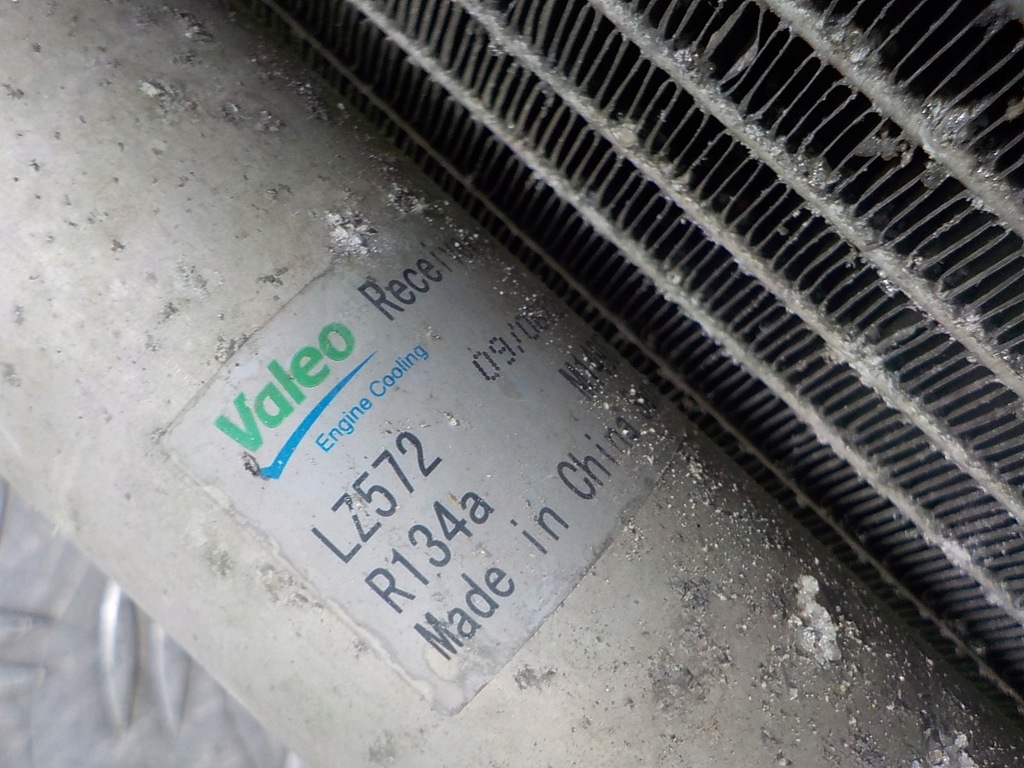 Valeo
Engine Cooling
LZ572
R134a
Made in China